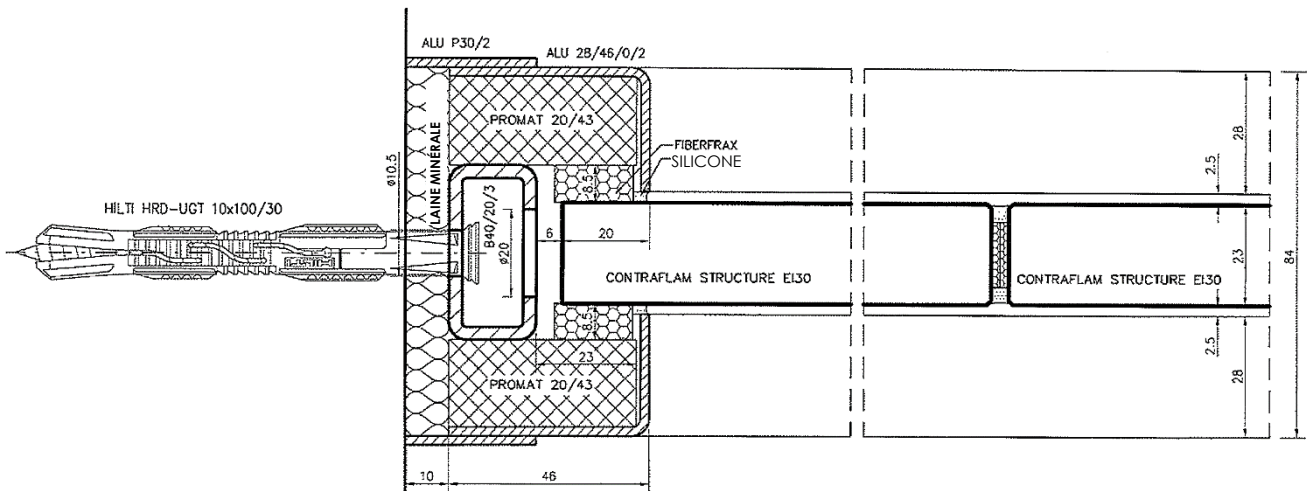 ALU P30/2
ALU 28/46/0/2
PROMAT 20/43
LAINE MINÉRALE
FIBERFRAX
SILICONE
ø10.5
HILTI HRD-UGT 10x100/30
B40/20/3
ø20
8.5
6
20
CONTRAFLAM STRUCTURE EI30
CONTRAFLAM STRUCTURE EI30
8.5
23
PROMAT 20/43
10
46
2.5
28
23
84
2.5
28